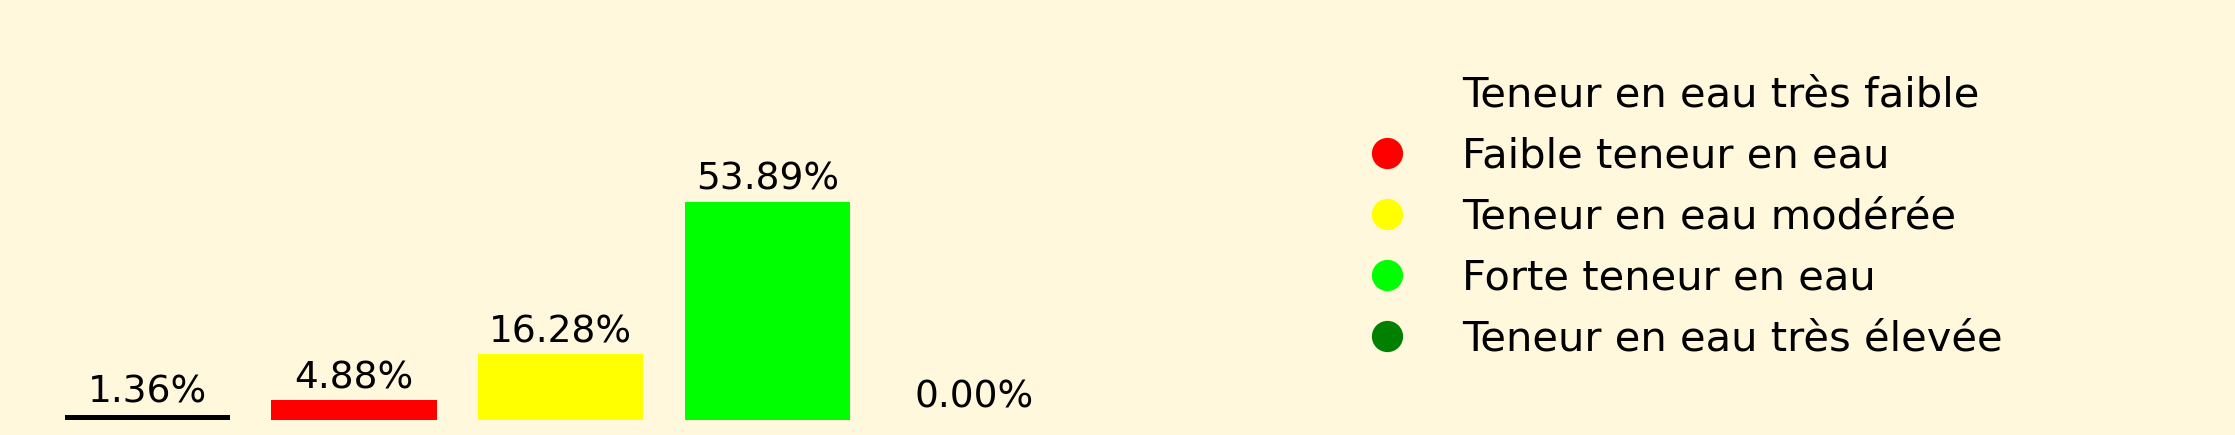 1.36%
4.88%
16.28%
53.89%
0.00%
Teneur en eau très faible
Faible teneur en eau
Teneur en eau modérée
Forte teneur en eau
Teneur en eau très élevée